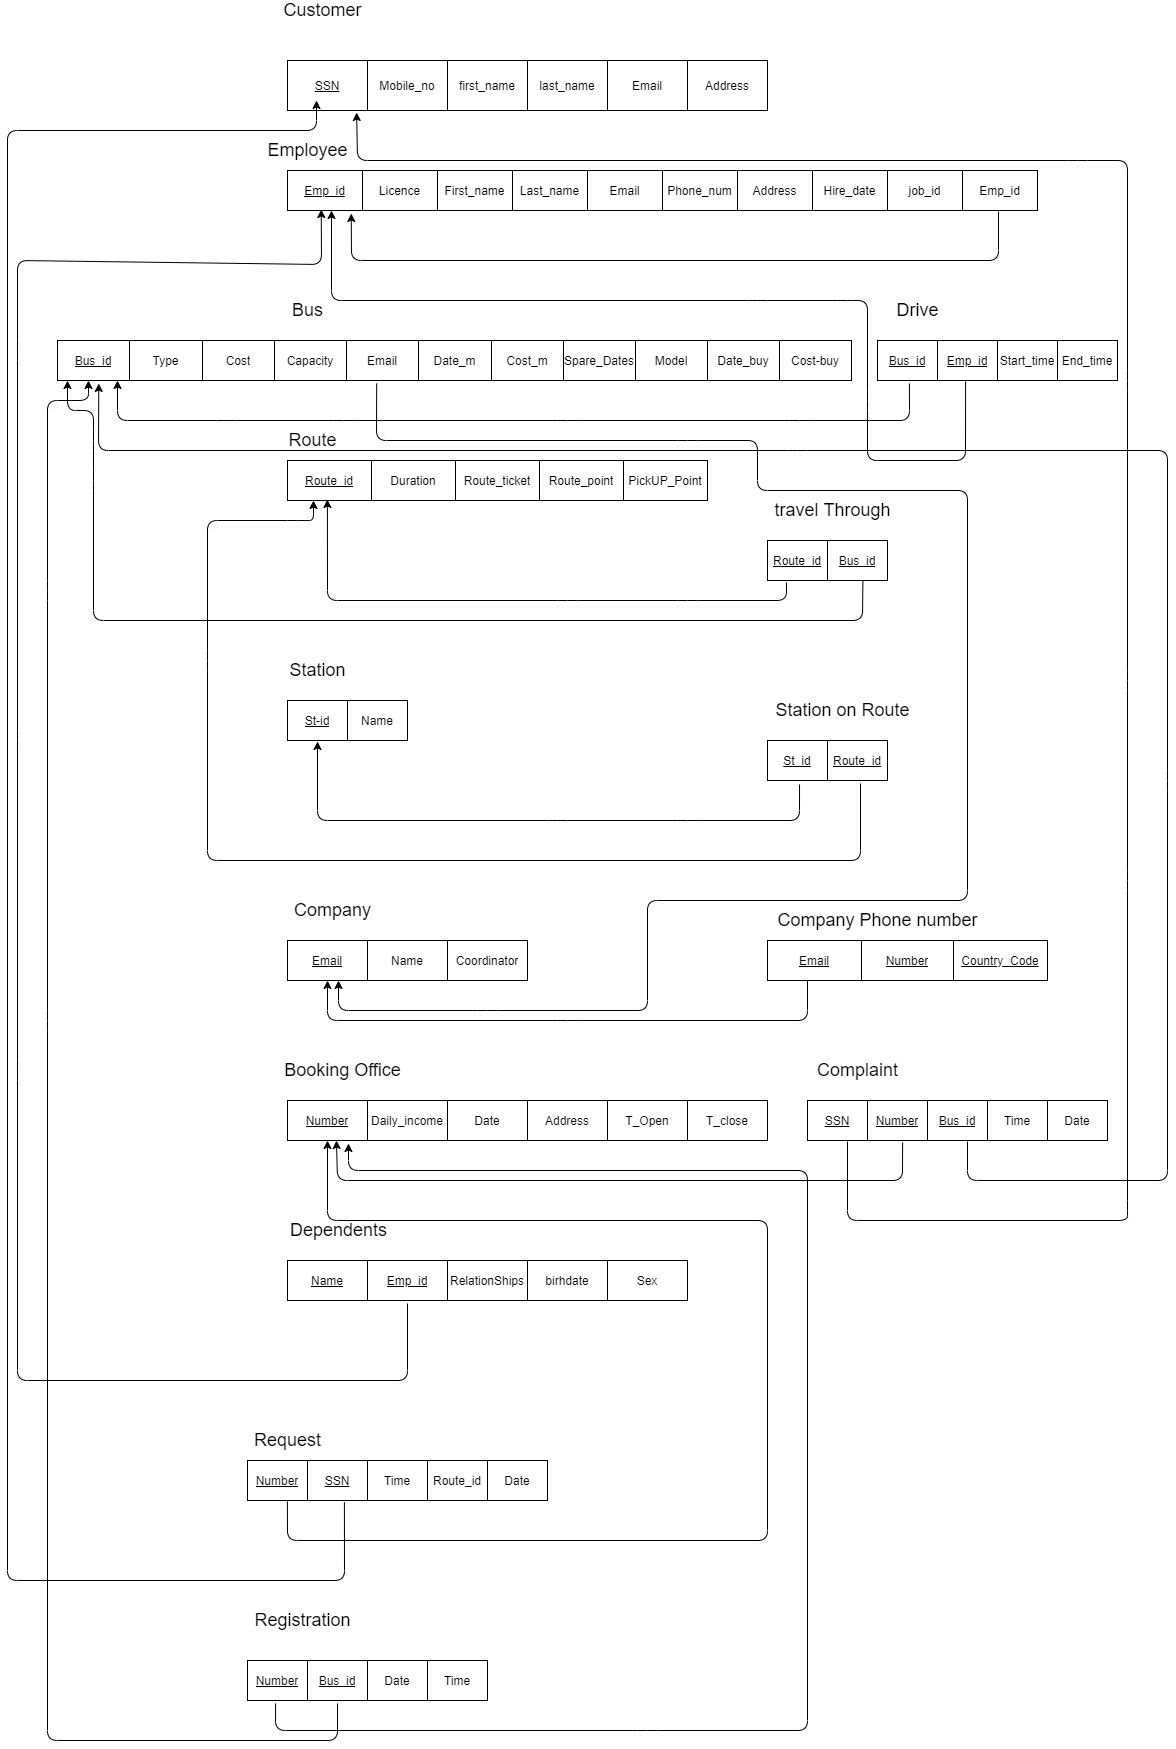 Customer
SSN Mobile_no first_name last_name Email Address
Employee
Emp_id Licence First_name Last_name Email Phone_num Address Hire_date job_id Emp_id
Bus
Bus_id Type Cost Capacity Email Date_m Cost_m Spare_Dates Model Date_buy Cost-buy
Drive
Bus_id Emp_id Start_time End_time
Route
Route_id Duration Route_ticket Route_point PickUP_Point
travel Through
Route_id Bus_id
Station
St-id Name
Station on Route
St_id Route_id
Company
Email Name Coordinator
Company Phone number
Email Number Country_Code
Booking Office
Number Daily_income Date Address T_Open T_close
Complaint
SSN Number Bus_id Time Date
Dependents
Name Emp_id RelationShips birhdate Sex
Request
Number SSN Time Route_id Date
Registration
Number Bus_id Date Time